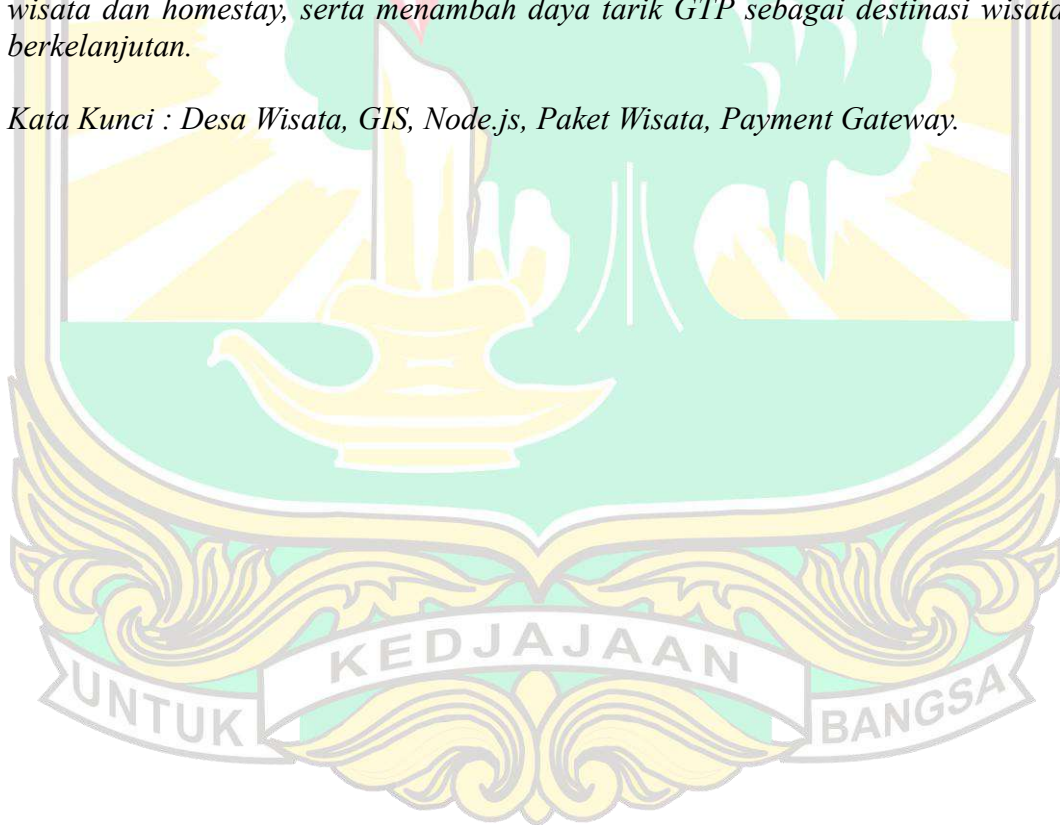 wisata dan homestay, serta menambah daya tarik GTP sebagai destinasi wisata
berkelanjutan.
Kata Kunci : Desa Wisata, GIS, Node.js, Paket Wisata, Payment Gateway.
UNTUK KEDJAJAAN BANGSA